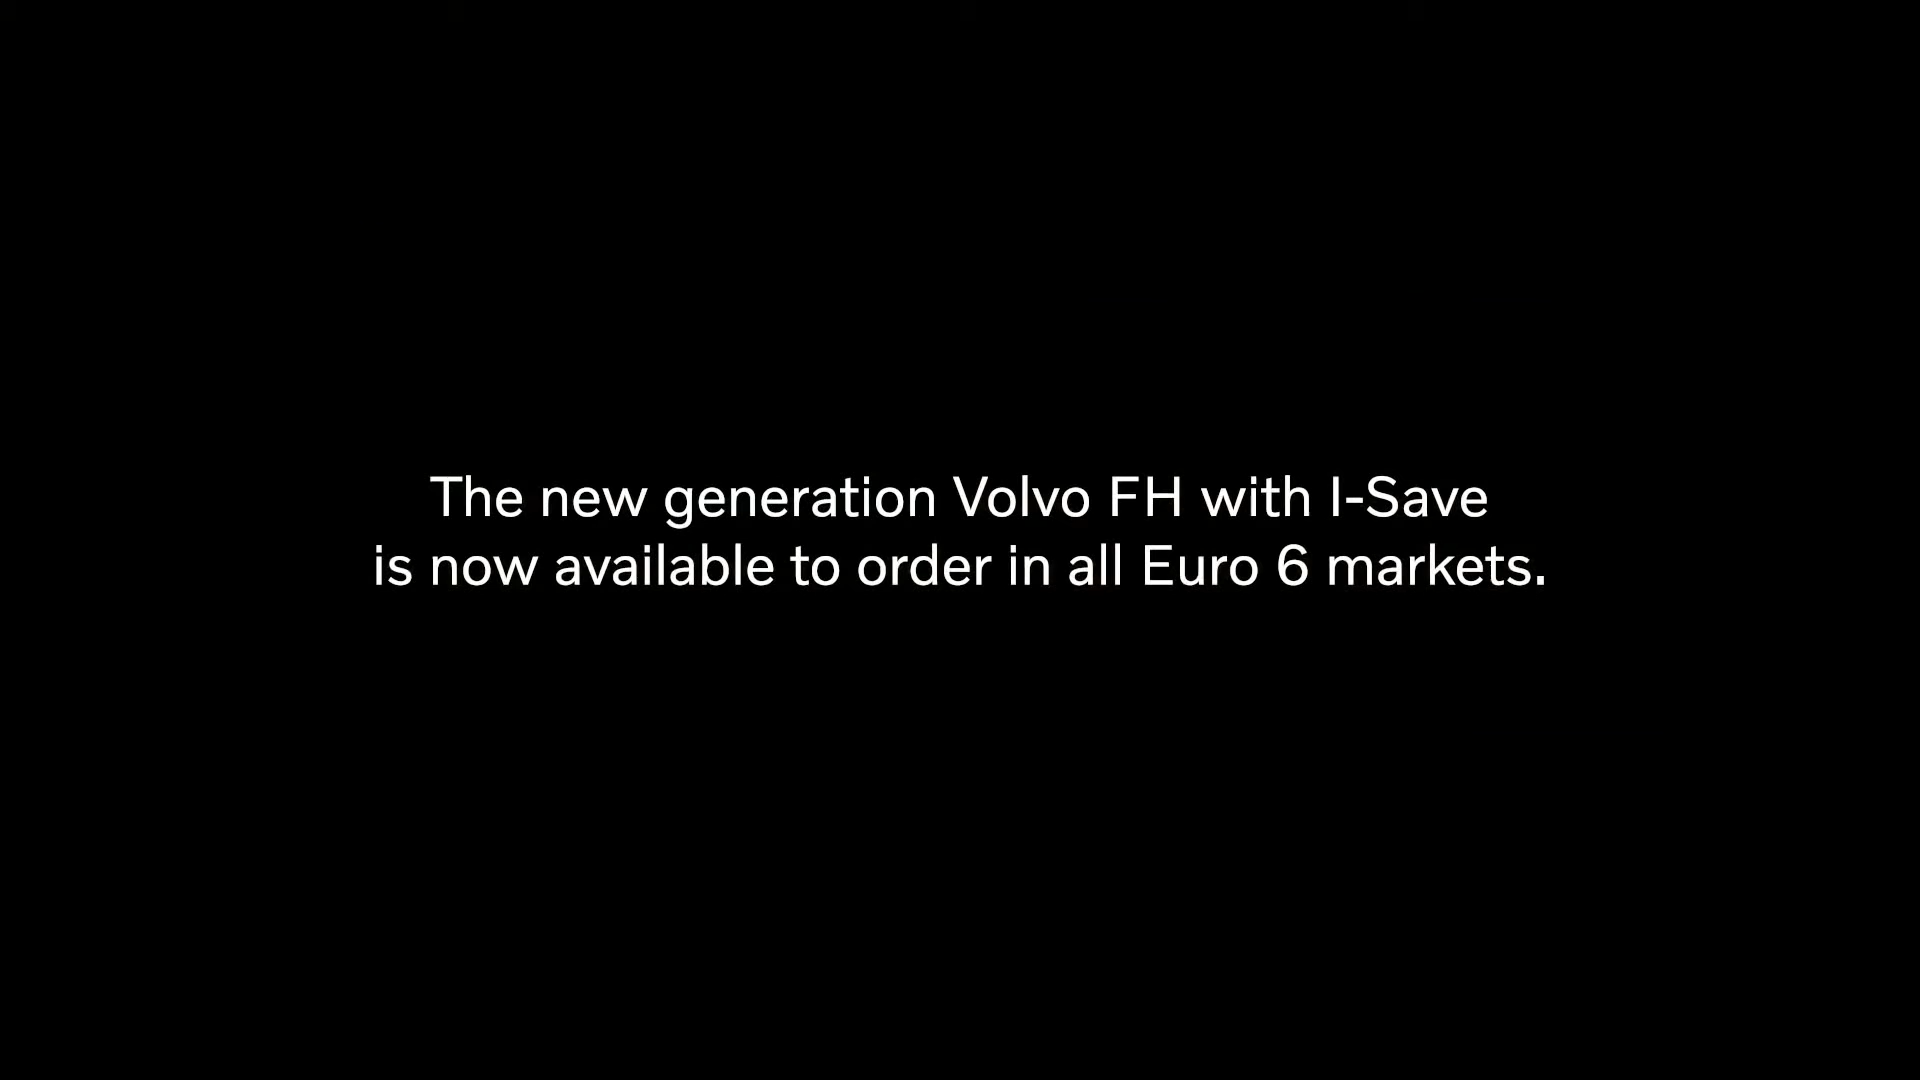 The new generation Volvo FH with I-Save
is now available to order in all Euro 6 markets.